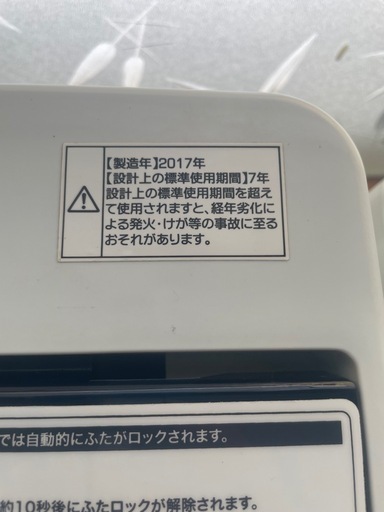 【製造年】2017年
【設計上の標準使用期間】7年
設計上の標準使用期間を超え
て使用されますと、経年劣化に
よる発火・けが等の事故に至る
おそれがあります。
では自動的にふたがロックされます。
約10秒後にふたロックが解除されます。